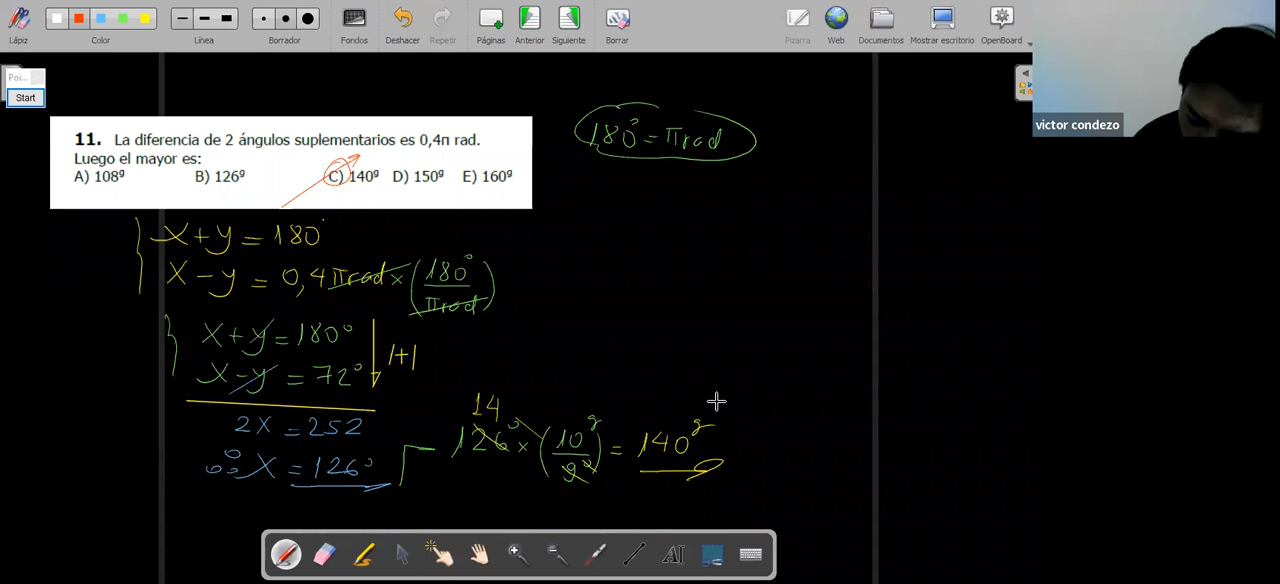 Lápiz Color Línea Borrador Fondos Deshacer Repetir Páginas Anterior Siguiente Borrar Pizarra Web Documentos Mostrar escritorio OpenBoard
Poi...
Start
victor condezo
180° = π rad
11. La diferencia de 2 ángulos suplementarios es 0,4π rad.
Luego el mayor es:
A) 108ᵍ B) 126ᵍ C) 140ᵍ D) 150ᵍ E) 160ᵍ
x + y = 180°
x - y = 0,4 π rad × (180° / π rad)
x + y = 180°
x - y = 72°
(+)
2x = 252
∴ x = 126°
14
126° × (10ᵍ / 9°) = 140ᵍ
AI